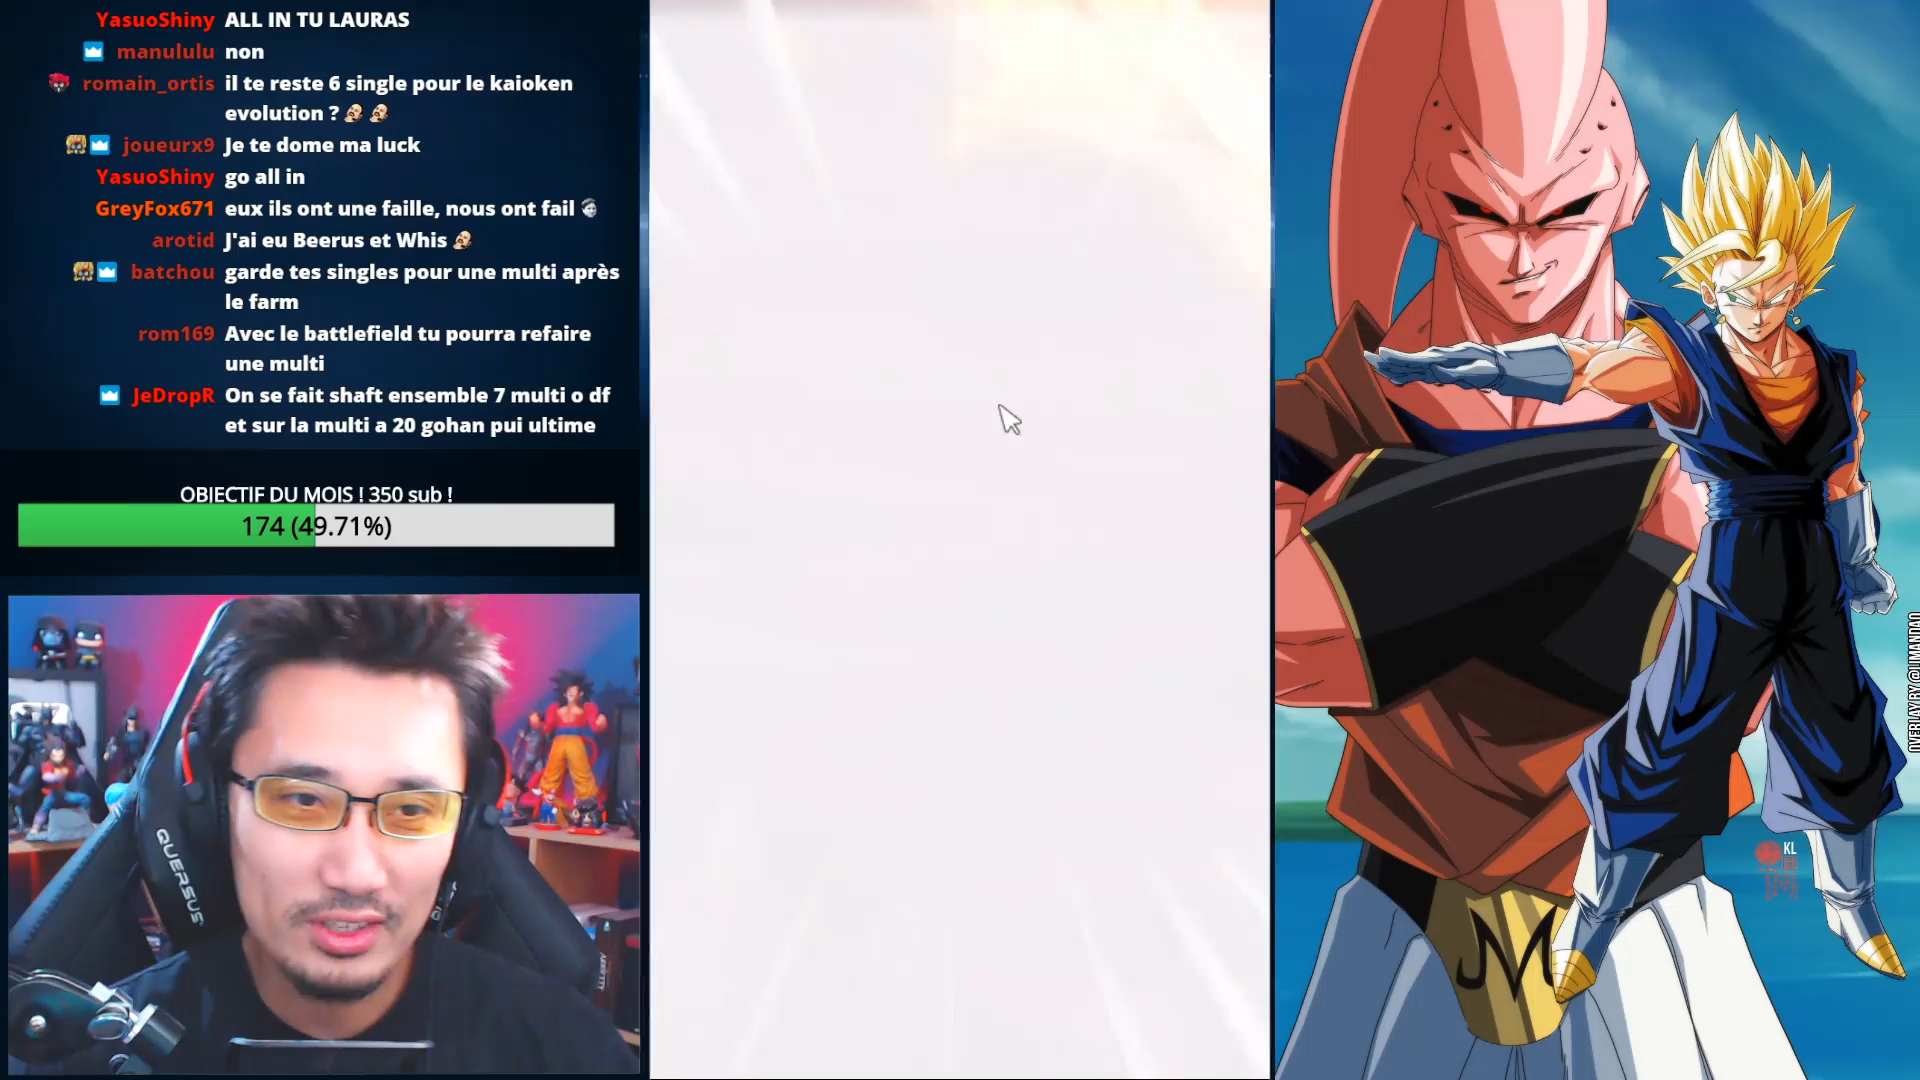 YasuoShiny ALL IN TU LAURAS
manululu non
romain_ortis il te reste 6 single pour le kaioken
evolution ?
joueurx9 Je te dome ma luck
YasuoShiny go all in
GreyFox671 eux ils ont une faille, nous ont fail
arotid J'ai eu Beerus et Whis
batchou garde tes singles pour une multi après
le farm
rom169 Avec le battlefield tu pourra refaire
une multi
JeDropR On se fait shaft ensemble 7 multi o df
et sur la multi a 20 gohan pui ultime
OBJECTIF DU MOIS ! 350 sub !
174 (49.71%)
QUERSUS
KL
OVERLAY BY @LIMANDAO